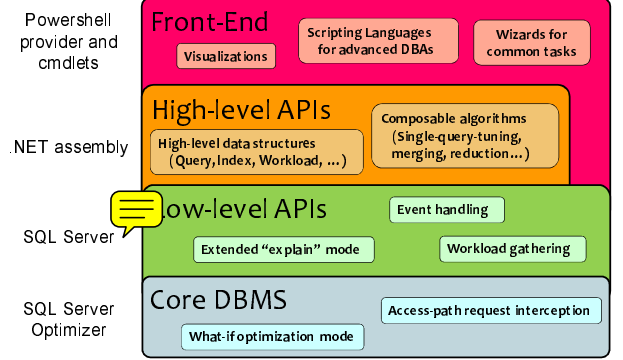 Powershell
provider and
cmdlets
Front-End
Visualizations
Scripting Languages
for advanced DBAs
Wizards for
common tasks
.NET assembly
High-level APIs
High-level data structures
(Query, Index, Workload, ...)
Composable algorithms
(Single-query-tuning,
merging, reduction...)
SQL Server
Low-level APIs
Event handling
Extended “explain” mode
Workload gathering
SQL Server
Optimizer
Core DBMS
Access-path request interception
What-if optimization mode